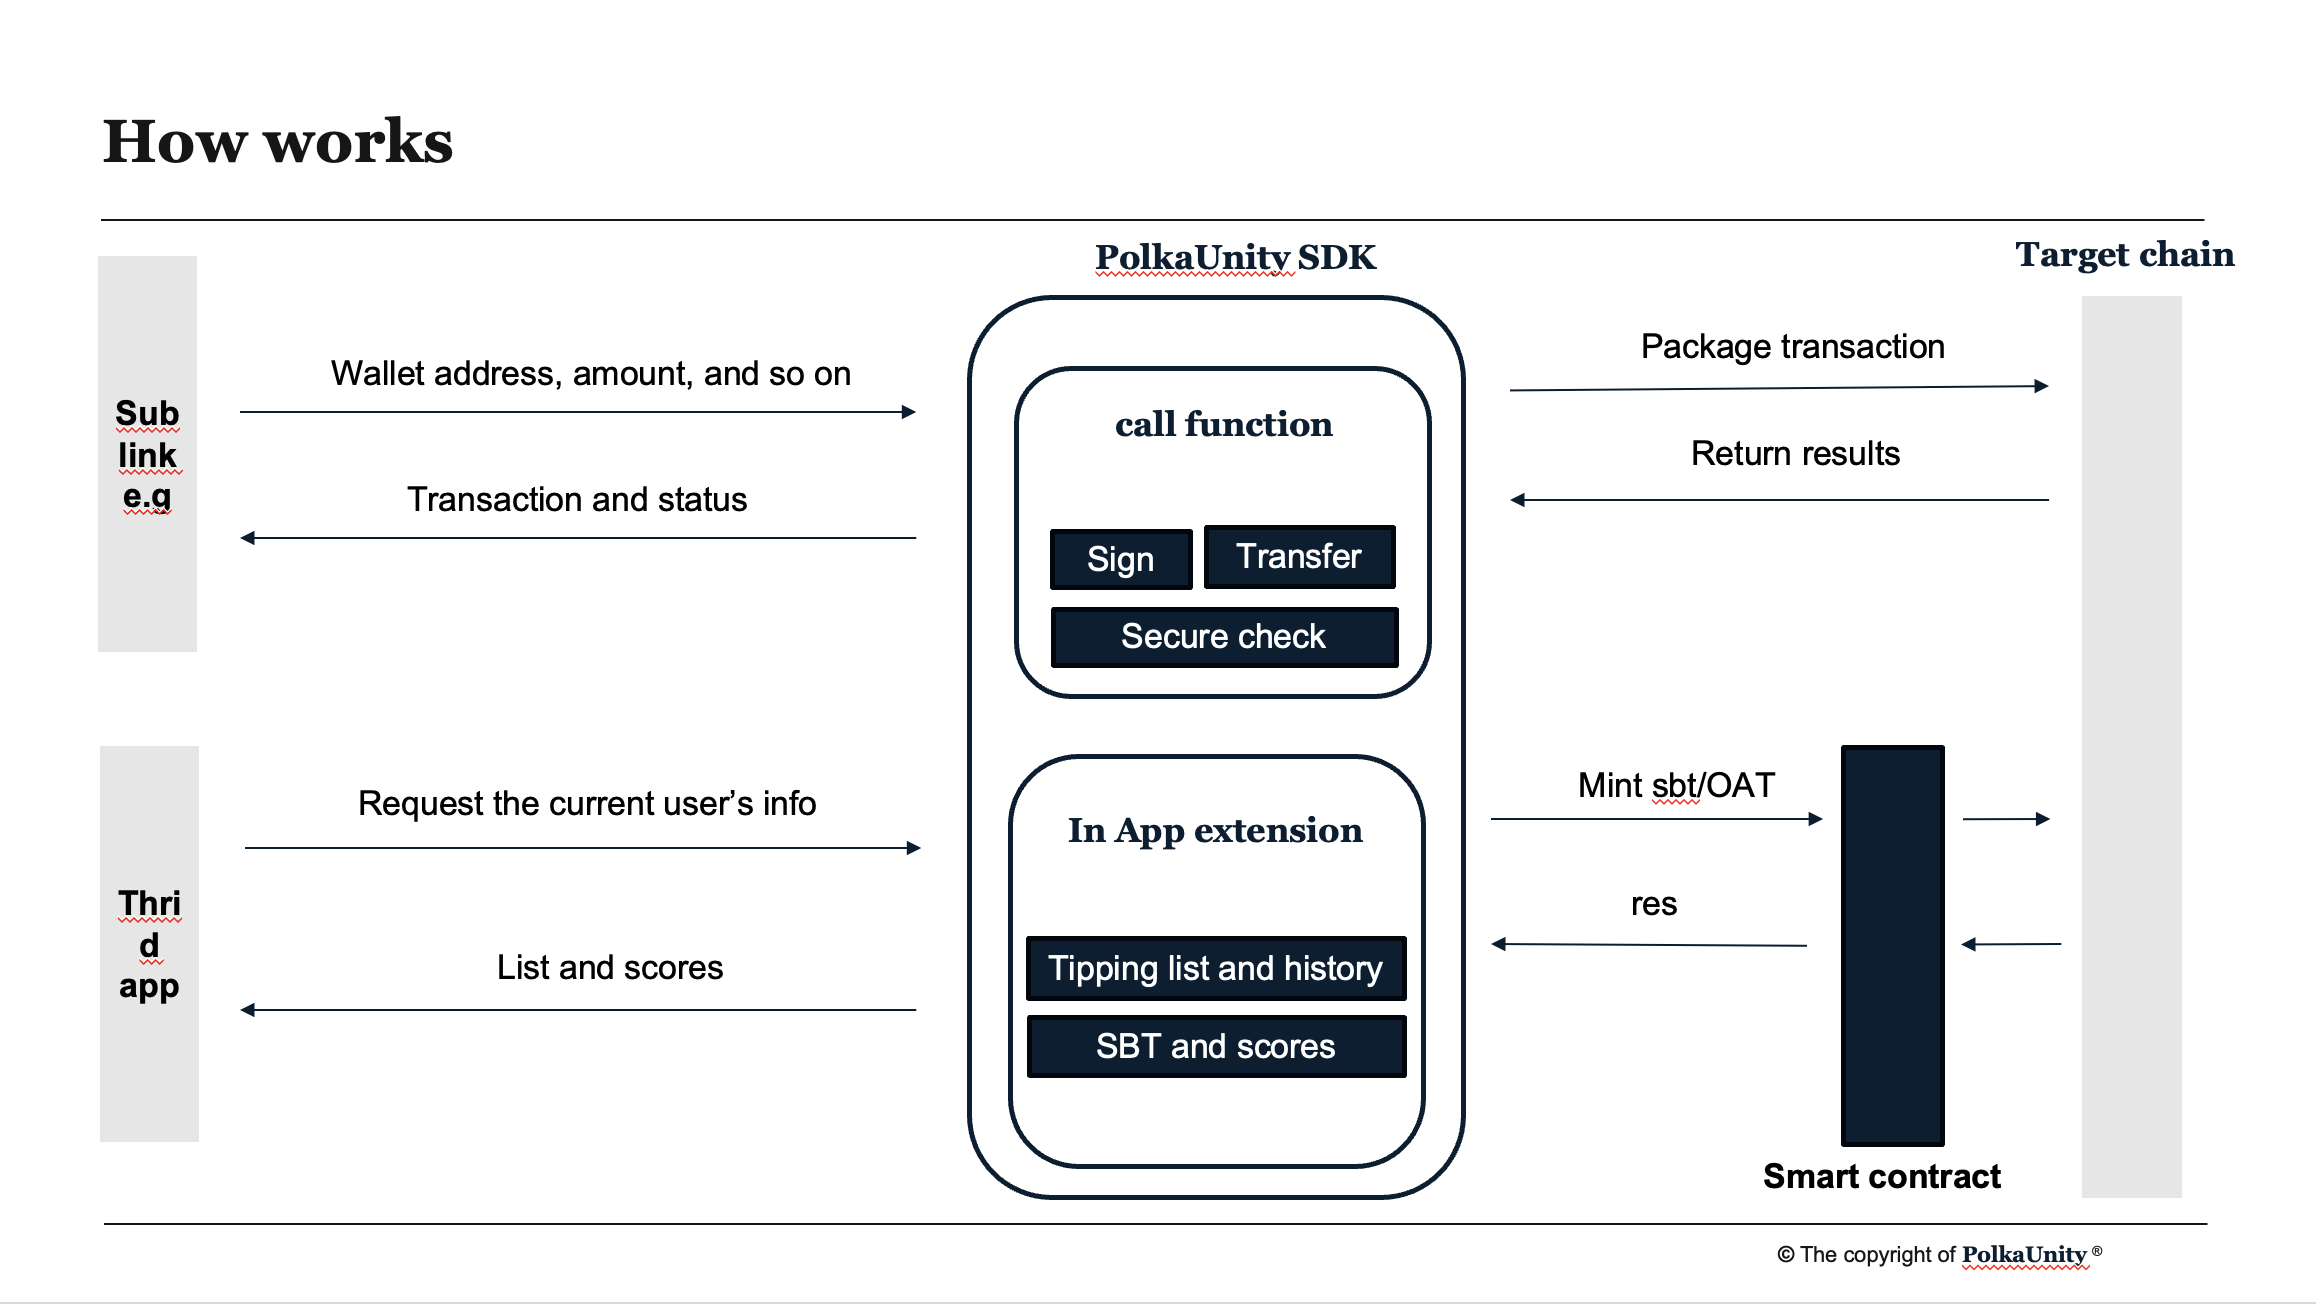 How works
PolkaUnity SDK
Target chain
Sub
link
e.g
Wallet address, amount, and so on
Transaction and status
call function
Sign
Transfer
Secure check
Package transaction
Return results
Thri
d
app
Request the current user’s info
List and scores
In App extension
Tipping list and history
SBT and scores
Mint sbt/OAT
res
Smart contract
© The copyright of PolkaUnity ®